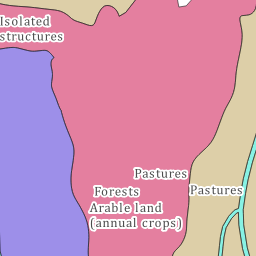 Isolated
structures
Pastures
Forests
Pastures
Arable land
(annual crops)